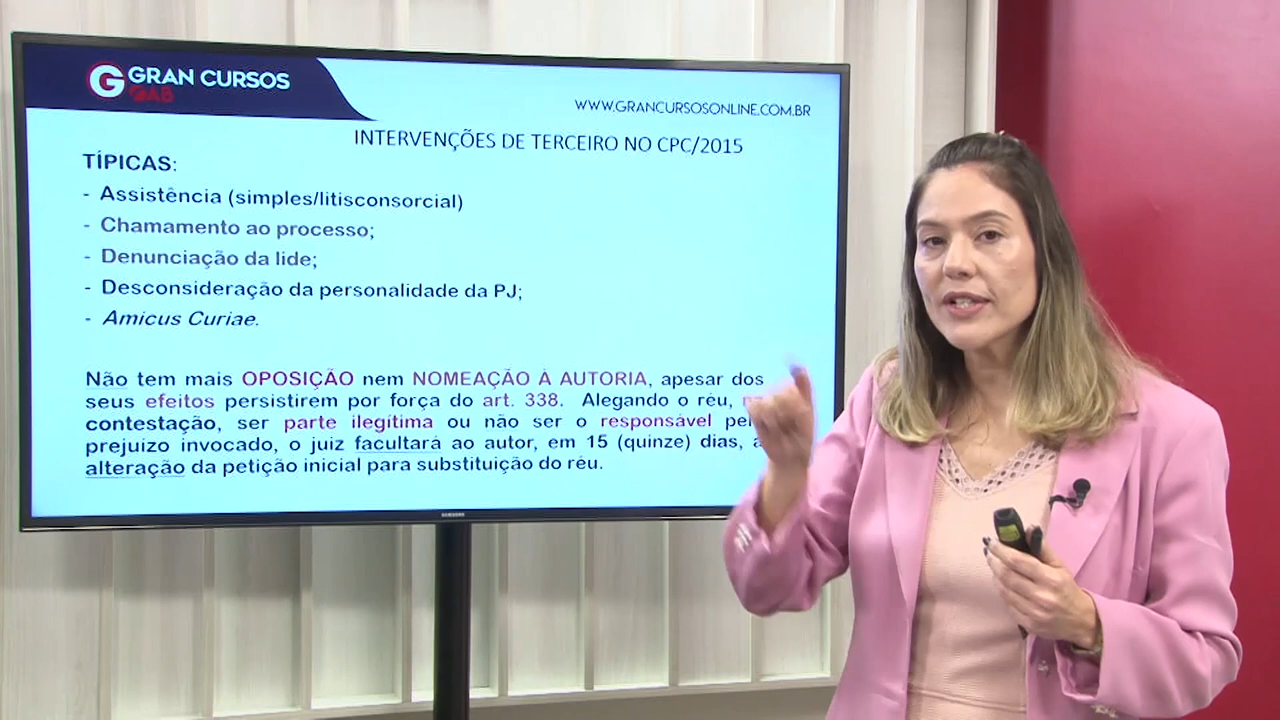 GRAN CURSOS
OAB
WWW.GRANCURSOSONLINE.COM.BR
INTERVENÇÕES DE TERCEIRO NO CPC/2015
TÍPICAS:
- Assistência (simples/litisconsorcial)
- Chamamento ao processo;
- Denunciação da lide;
- Desconsideração da personalidade da PJ;
- Amicus Curiae.
Não tem mais OPOSIÇÃO nem NOMEAÇÃO À AUTORIA, apesar dos
seus efeitos persistirem por força do art. 338. Alegando o réu,
contestação, ser parte ilegítima ou não ser o responsável
prejuízo invocado, o juiz facultará ao autor, em 15 (quinze) dias, a
alteração da petição inicial para substituição do réu.
SAMSUNG